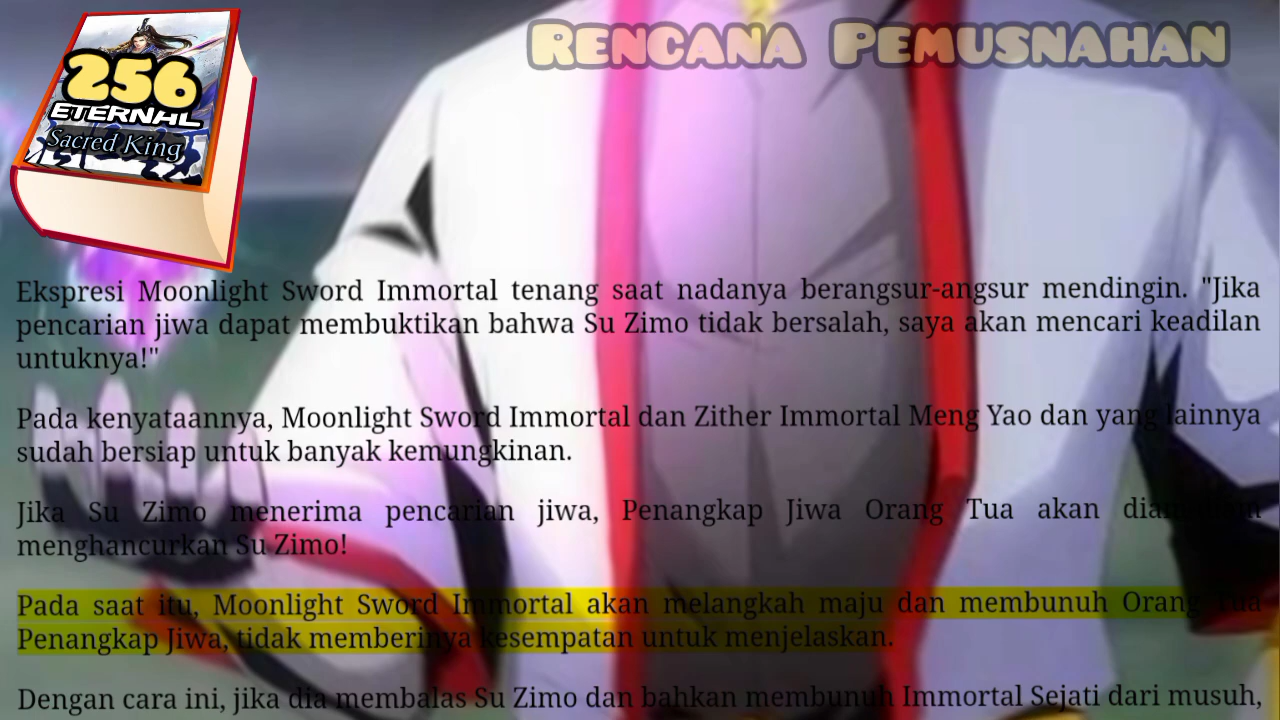 Rencana Pemusnahan
256
ETERNAL
Sacred King
Ekspresi Moonlight Sword Immortal tenang saat nadanya berangsur-angsur mendingin. "Jika
pencarian jiwa dapat membuktikan bahwa Su Zimo tidak bersalah, saya akan mencari keadilan
untuknya!"
Pada kenyataannya, Moonlight Sword Immortal dan Zither Immortal Meng Yao dan yang lainnya
sudah bersiap untuk banyak kemungkinan.
Jika Su Zimo menerima pencarian jiwa, Penangkap Jiwa Orang Tua akan diam-diam
menghancurkan Su Zimo!
Pada saat itu, Moonlight Sword Immortal akan melangkah maju dan membunuh Orang Tua
Penangkap Jiwa, tidak memberinya kesempatan untuk menjelaskan.
Dengan cara ini, jika dia membalas Su Zimo dan bahkan membunuh Immortal Sejati dari musuh,